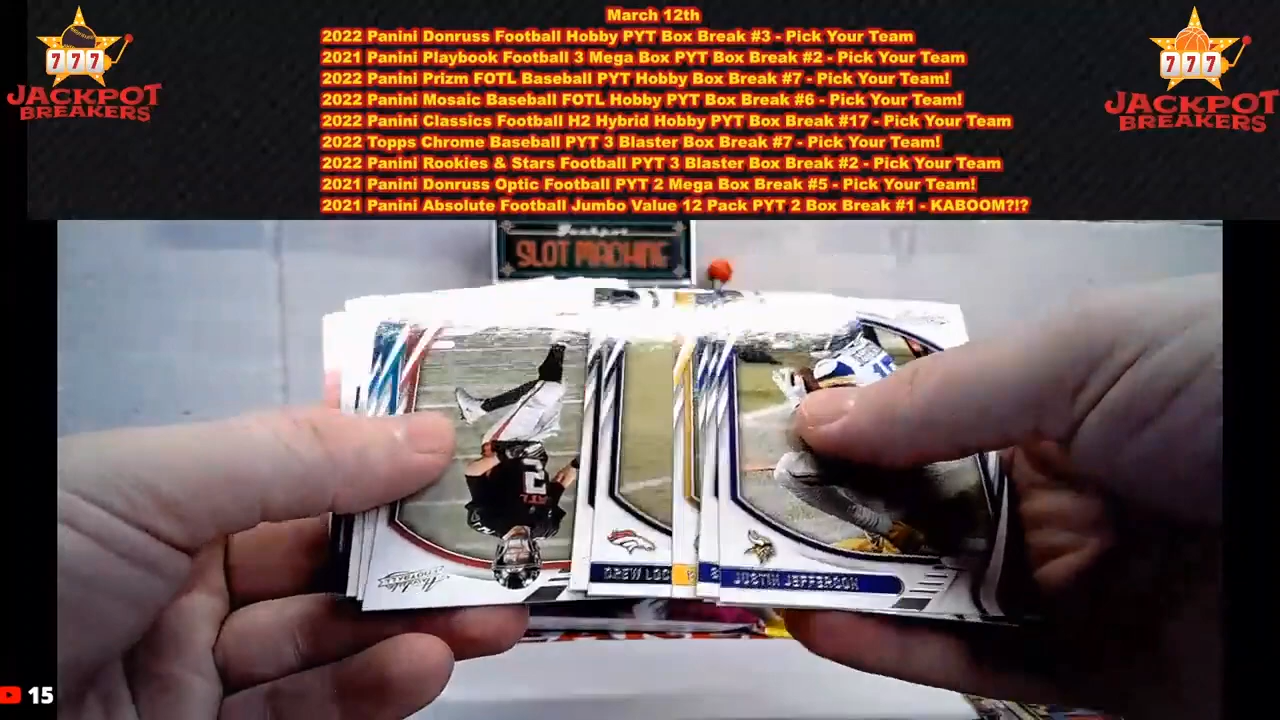 March 12th
2022 Panini Donruss Football Hobby PYT Box Break #3 - Pick Your Team
2021 Panini Playbook Football 3 Mega Box PYT Box Break #2 - Pick Your Team
2022 Panini Prizm FOTL Baseball PYT Hobby Box Break #7 - Pick Your Team!
2022 Panini Mosaic Baseball FOTL Hobby PYT Box Break #6 - Pick Your Team!
2022 Panini Classics Football H2 Hybrid Hobby PYT Box Break #17 - Pick Your Team
2022 Topps Chrome Baseball PYT 3 Blaster Box Break #7 - Pick Your Team!
2022 Panini Rookies & Stars Football PYT 3 Blaster Box Break #2 - Pick Your Team
2021 Panini Donruss Optic Football PYT 2 Mega Box Break #5 - Pick Your Team!
2021 Panini Absolute Football Jumbo Value 12 Pack PYT 2 Box Break #1 - KABOOM?!?
777
JACKPOT
BREAKERS
777
JACKPOT
BREAKERS
Jackpot
SLOT MACHINE
2
ATL
Absolute
FOOTBALL
DREW LOC
JUSTIN JEFFERSON
15